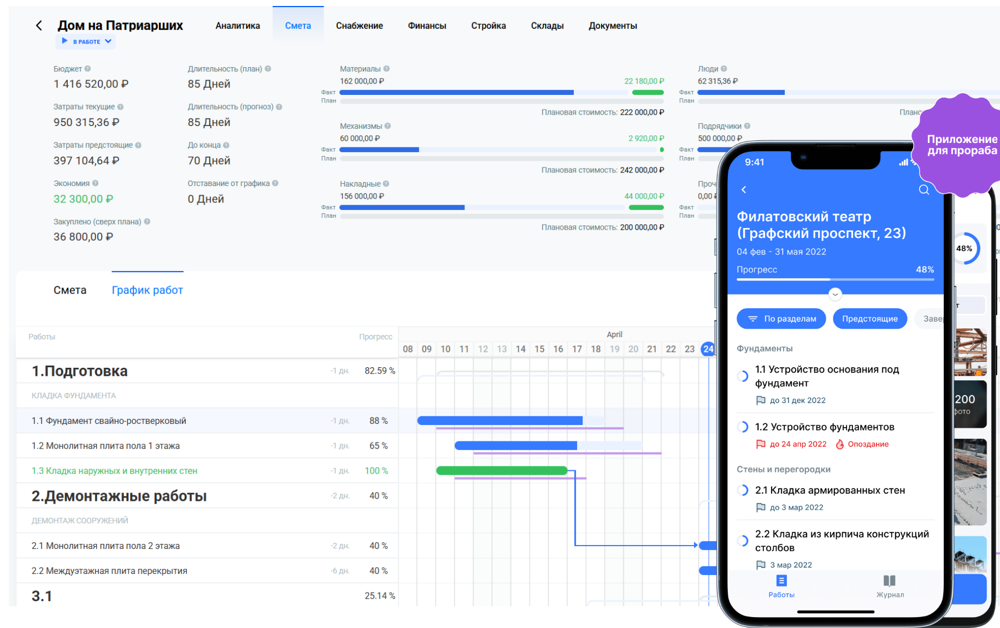 Дом на Патриарших
Аналитика
Смета
Снабжение
Финансы
Стройка
Склады
Документы
В РАБОТЕ
Бюджет
1 416 520,00 ₽
Затраты текущие
950 315,36 ₽
Затраты предстоящие
397 104,64 ₽
Экономия
32 300,00 ₽
Закуплено (сверх плана)
36 800,00 ₽
Длительность (план)
85 Дней
Длительность (прогноз)
85 Дней
До конца
70 Дней
Отставание от графика
0 Дней
Материалы
162 000,00 ₽
22 180,00 ₽
Факт
План
Плановая стоимость: 222 000,00 ₽
Механизмы
60 000,00 ₽
2 920,00 ₽
Факт
План
Плановая стоимость: 242 000,00 ₽
Накладные
156 000,00 ₽
44 000,00 ₽
Факт
План
Плановая стоимость: 200 000,00 ₽
Люди
62 315,36 ₽
Факт
План
Подрядчики
500 000,00 ₽
Факт
План
0,00 ₽
Факт
План
Приложение
для прораба
Смета
График работ
Работы
Прогресс
April
08 09 10 11 12 13 14 15 16 17 18 19 20 21 22 23 24
1.Подготовка
-1 дн.
82.59 %
КЛАДКА ФУНДАМЕНТА
1.1 Фундамент свайно-ростверковый
-1 дн.
88 %
1.2 Монолитная плита пола 1 этажа
-1 дн.
65 %
1.3 Кладка наружных и внутренних стен
-1 дн.
100 %
2.Демонтажные работы
-2 дн.
40 %
ДЕМОНТАЖ СООРУЖЕНИЙ
2.1 Монолитная плита пола 2 этажа
-2 дн.
40 %
2.2 Междуэтажная плита перекрытия
-6 дн.
40 %
3.1
25.14 %
9:41
Филатовский театр
(Графский проспект, 23)
04 фев - 31 мая 2022
Прогресс
48%
По разделам
Предстоящие
Фундаменты
1.1 Устройство основания под
фундамент
до 31 дек 2022
1.2 Устройство фундаментов
до 24 апр 2022
Опоздание
Стены и перегородки
2.1 Кладка армированных стен
до 3 мар 2022
2.2 Кладка из кирпича конструкций
столбов
3 мар 2022
Работы
Журнал
48%
200
фото